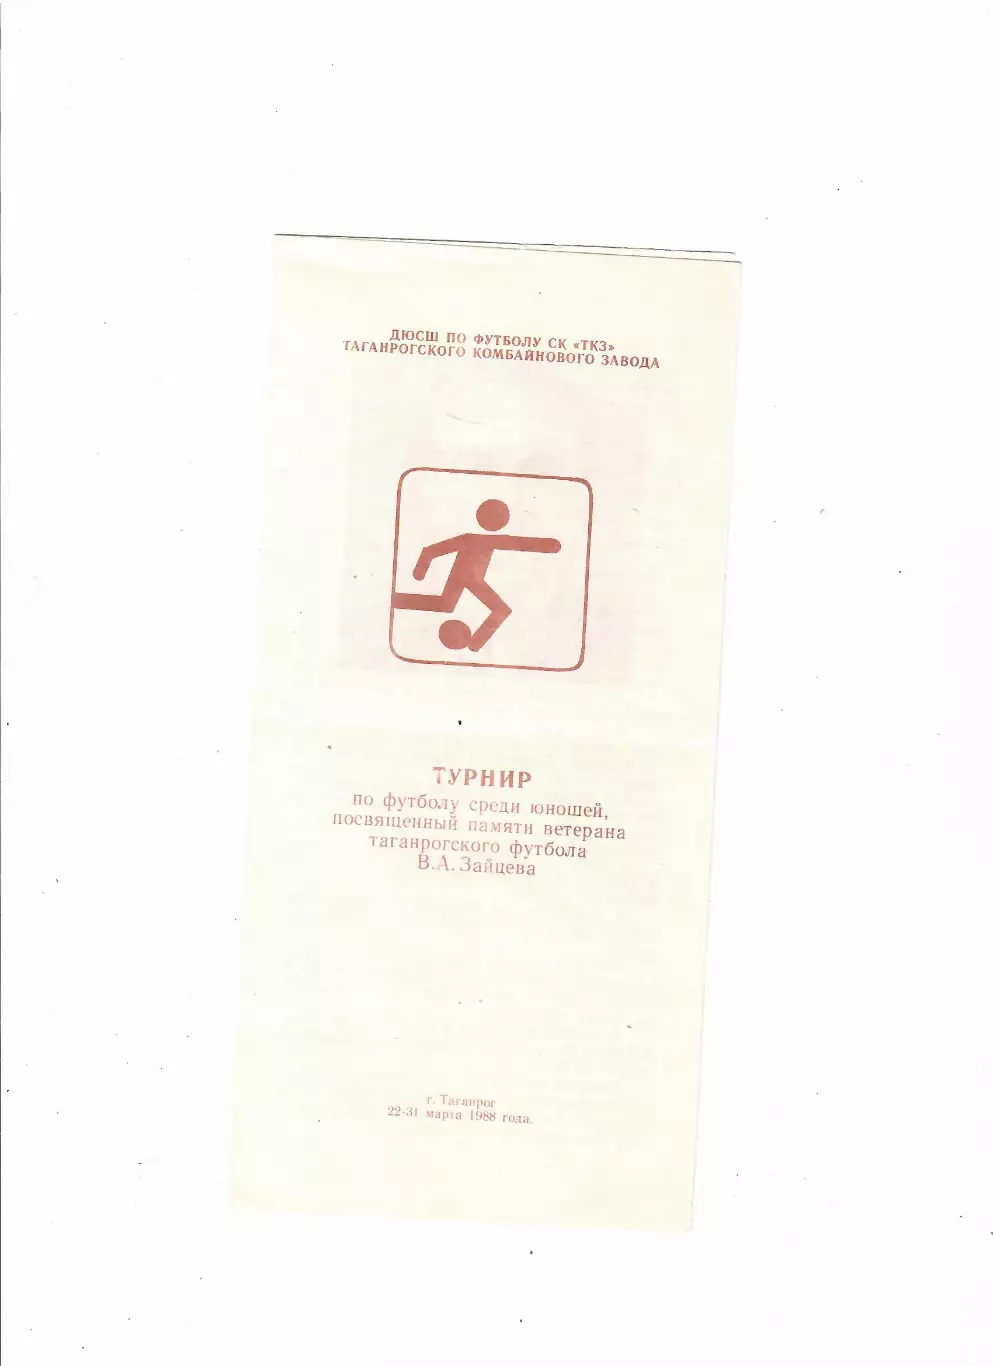 ДЮСШ ПО ФУТБОЛУ СК «ТКЗ»
ТАГАНРОГСКОГО КОМБАЙНОВОГО ЗАВОДА
ТУРНИР
по футболу среди юношей,
посвященный памяти ветерана
таганрогского футбола
В.А. Зайцева
г. Таганрог
22-31 марта 1988 года.